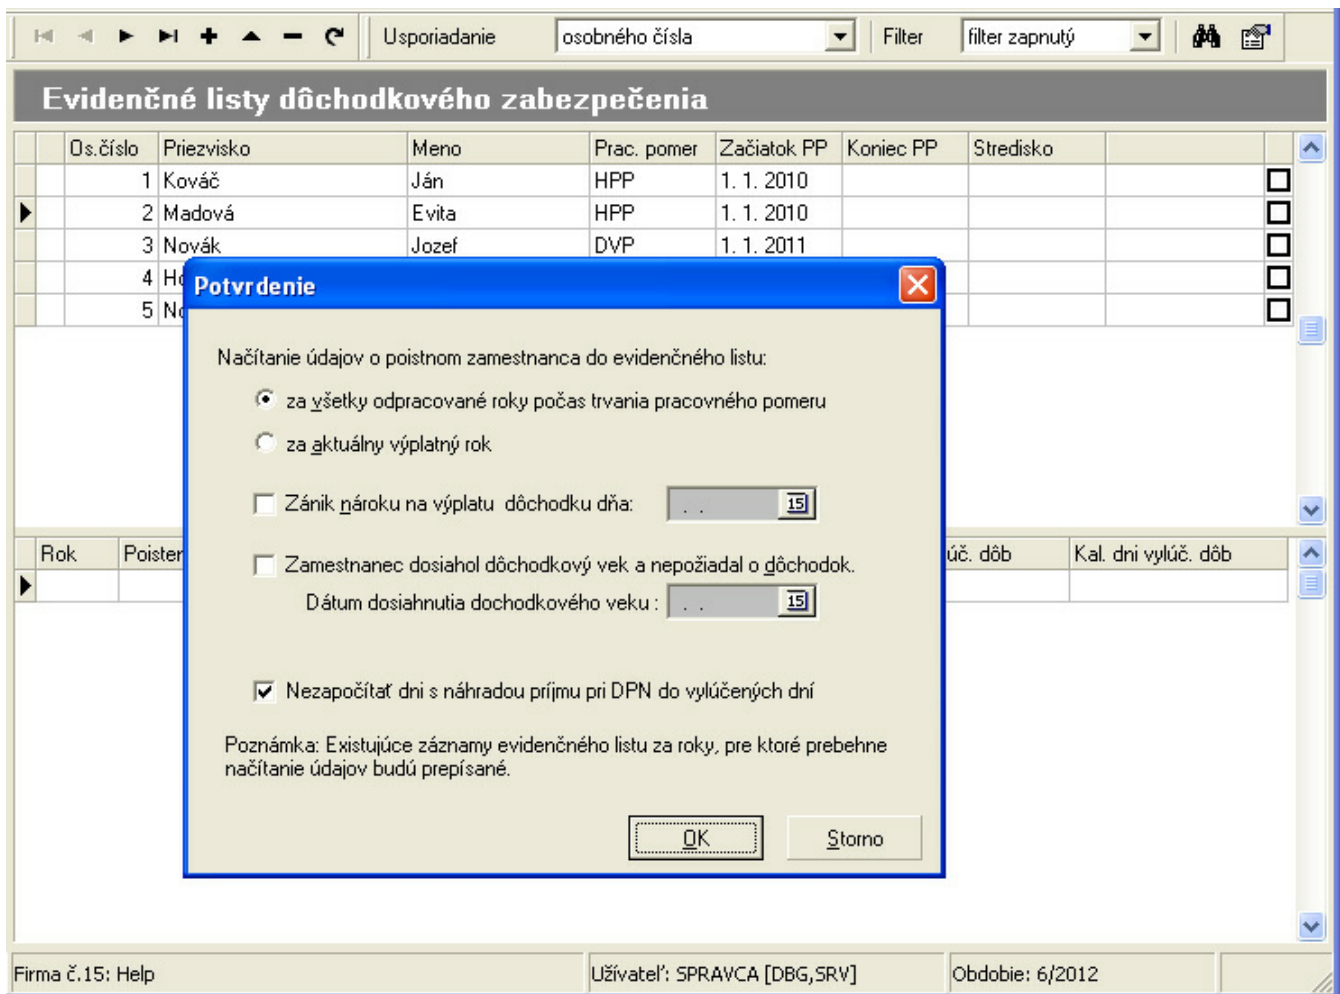 Usporiadanie osobného čísla Filter filter zapnutý
Evidenčné listy dôchodkového zabezpečenia
Os.číslo Priezvisko Meno Prac. pomer Začiatok PP Koniec PP Stredisko
1 Kováč Ján HPP 1. 1. 2010
2 Madová Evita HPP 1. 1. 2010
3 Novák Jozef DVP 1. 1. 2011
4
5
Potvrdenie
Načítanie údajov o poistnom zamestnanca do evidenčného listu:
za všetky odpracované roky počas trvania pracovného pomeru
za aktuálny výplatný rok
Zánik nároku na výplatu dôchodku dňa: . . 15
Zamestnanec dosiahol dôchodkový vek a nepožiadal o dôchodok.
Dátum dosiahnutia dochodkového veku : . . 15
Nezapočítať dni s náhradou príjmu pri DPN do vylúčených dní
Poznámka: Existujúce záznamy evidenčného listu za roky, pre ktoré prebehne
načítanie údajov budú prepísané.
OK Storno
Rok dôb Kal. dni vylúč. dôb
Firma č.15: Help Užívateľ: SPRAVCA [DBG,SRV] Obdobie: 6/2012